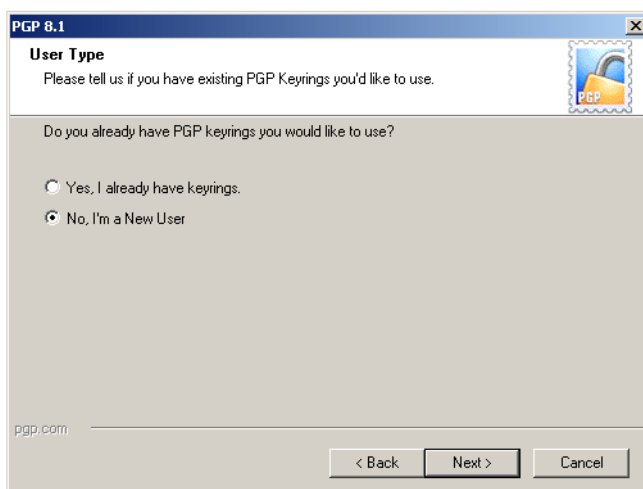 PGP 8.1
User Type
Please tell us if you have existing PGP Keyrings you'd like to use.
PGP
Do you already have PGP keyrings you would like to use?
Yes, I already have keyrings.
No, I'm a New User
pgp.com
< Back Next > Cancel